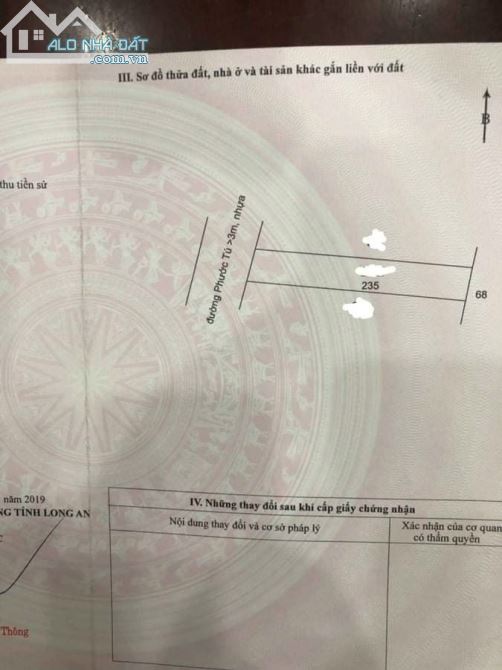 ALO NHÀ ĐẤT
.com.vn
III. Sơ đồ thửa đất, nhà ở và tài sản khác gắn liền với đất
B
thu tiền sử
đường Phước Tú >3m, nhựa
235
68
năm 2019
NG TỈNH LONG AN
C
Thông
IV. Những thay đổi sau khi cấp giấy chứng nhận
Nội dung thay đổi và cơ sở pháp lý
Xác nhận của cơ quan
có thẩm quyền